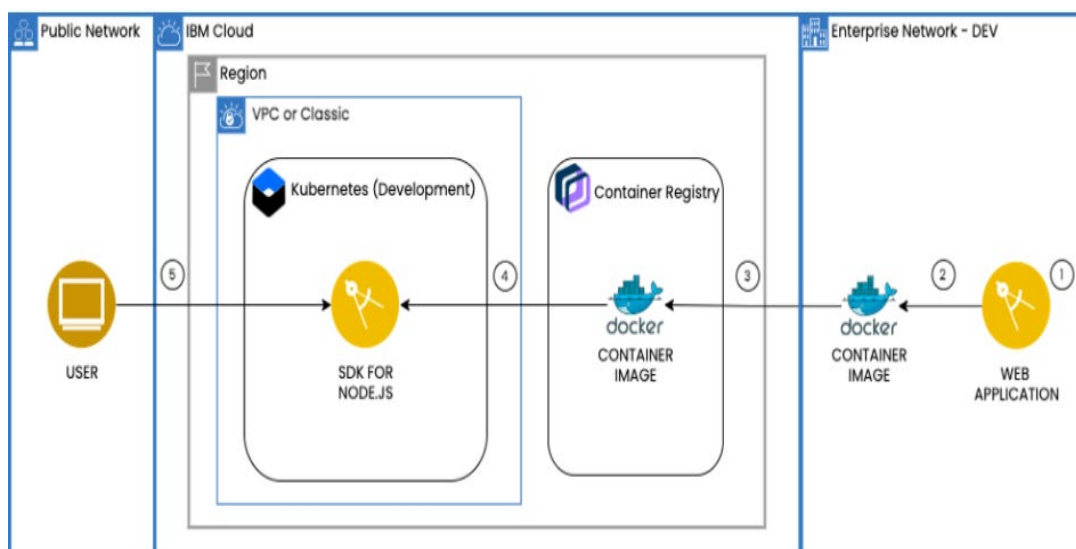 Public Network
IBM Cloud
Enterprise Network - DEV
Region
VPC or Classic
Kubernetes (Development)
Container Registry
5
4
3
2
1
docker
docker
USER
SDK FOR
NODE.JS
CONTAINER
IMAGE
CONTAINER
IMAGE
WEB
APPLICATION